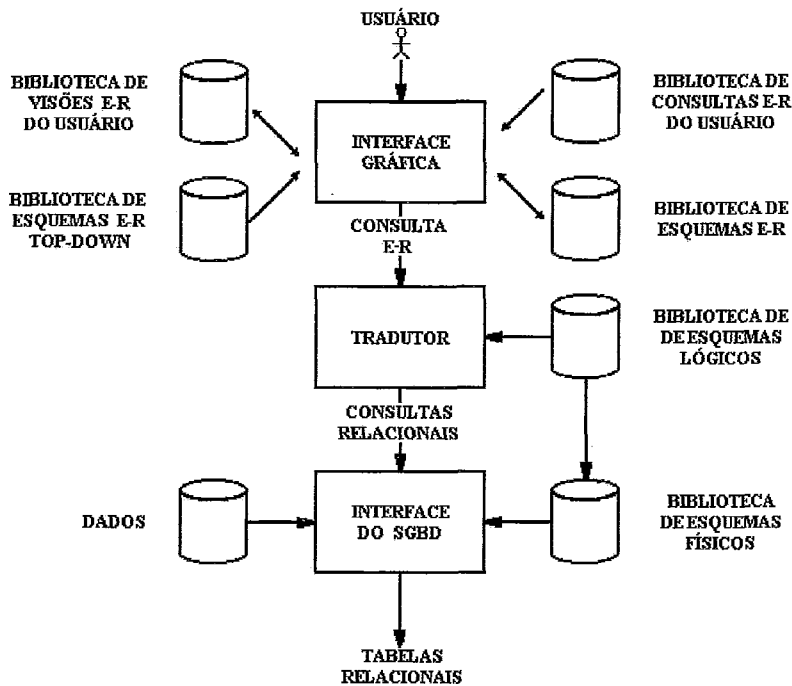 USUÁRIO
BIBLIOTECA DE
VISÕES E-R
DO USUÁRIO
BIBLIOTECA DE
CONSULTAS E-R
DO USUÁRIO
INTERFACE
GRÁFICA
BIBLIOTECA DE
ESQUEMAS E-R
TOP-DOWN
BIBLIOTECA DE
ESQUEMAS E-R
CONSULTA
E-R
TRADUTOR
BIBLIOTECA DE
DE ESQUEMAS
LÓGICOS
CONSULTAS
RELACIONAIS
DADOS
INTERFACE
DO SGBD
BIBLIOTECA
DE ESQUEMAS
FÍSICOS
TABELAS
RELACIONAIS